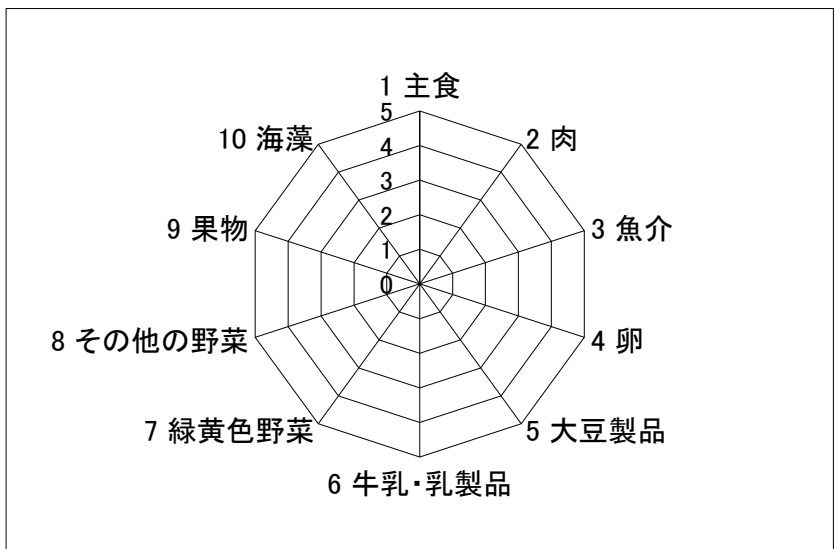 1 主食
2 肉
3 魚介
4 卵
5 大豆製品
6 牛乳・乳製品
7 緑黄色野菜
8 その他の野菜
9 果物
10 海藻
5
4
3
2
1
0